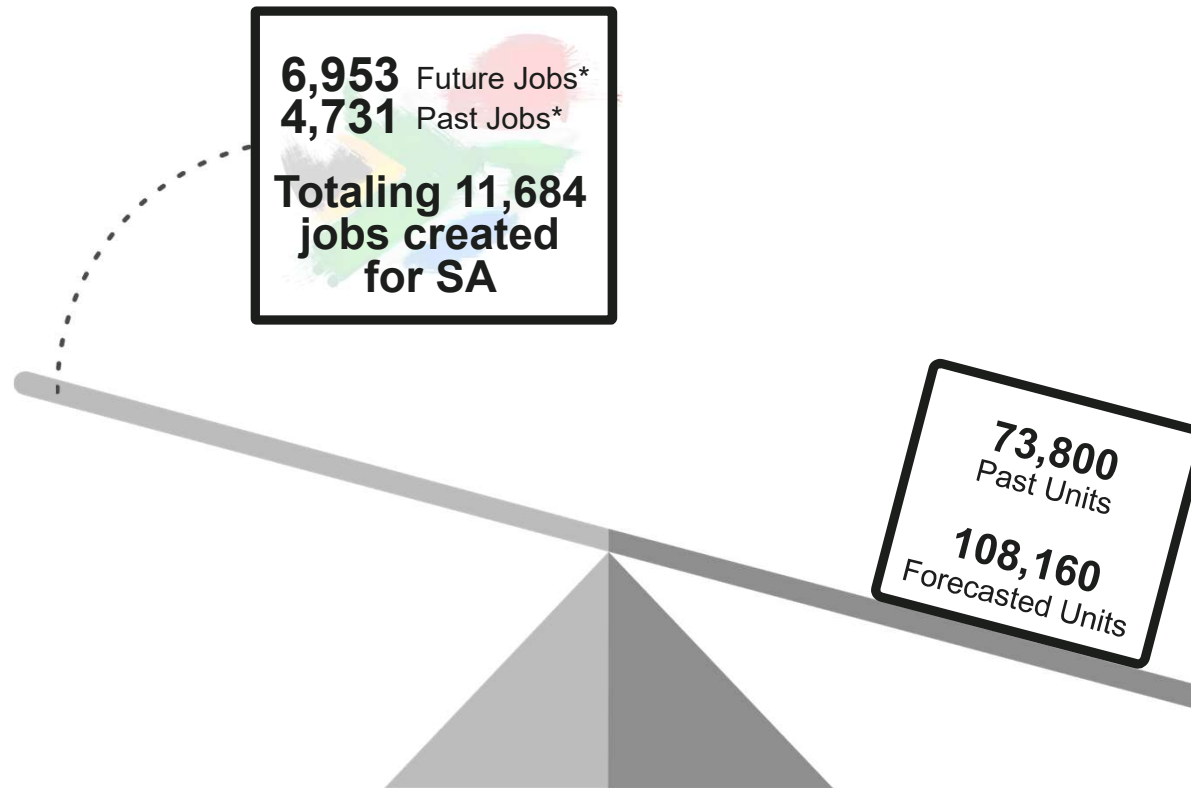 6,953 Future Jobs*
4,731 Past Jobs*
Totaling 11,684
jobs created
for SA
73,800
Past Units
108,160
Forecasted Units